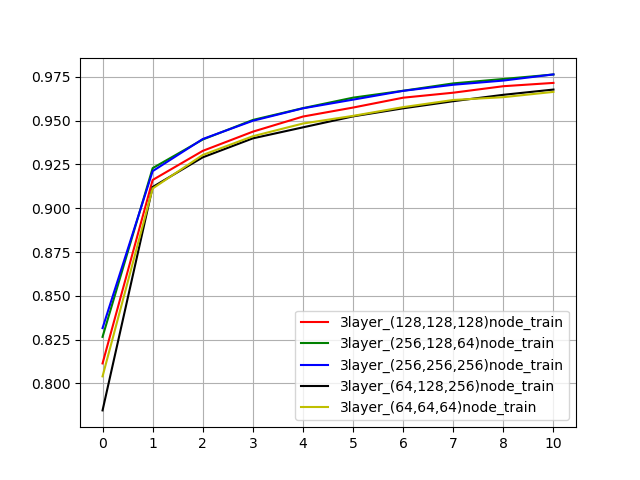 0.975
0.950
0.925
0.900
0.875
0.850
0.825
0.800
3layer_(128,128,128)node_train
3layer_(256,128,64)node_train
3layer_(256,256,256)node_train
3layer_(64,128,256)node_train
3layer_(64,64,64)node_train
0 1 2 3 4 5 6 7 8 10